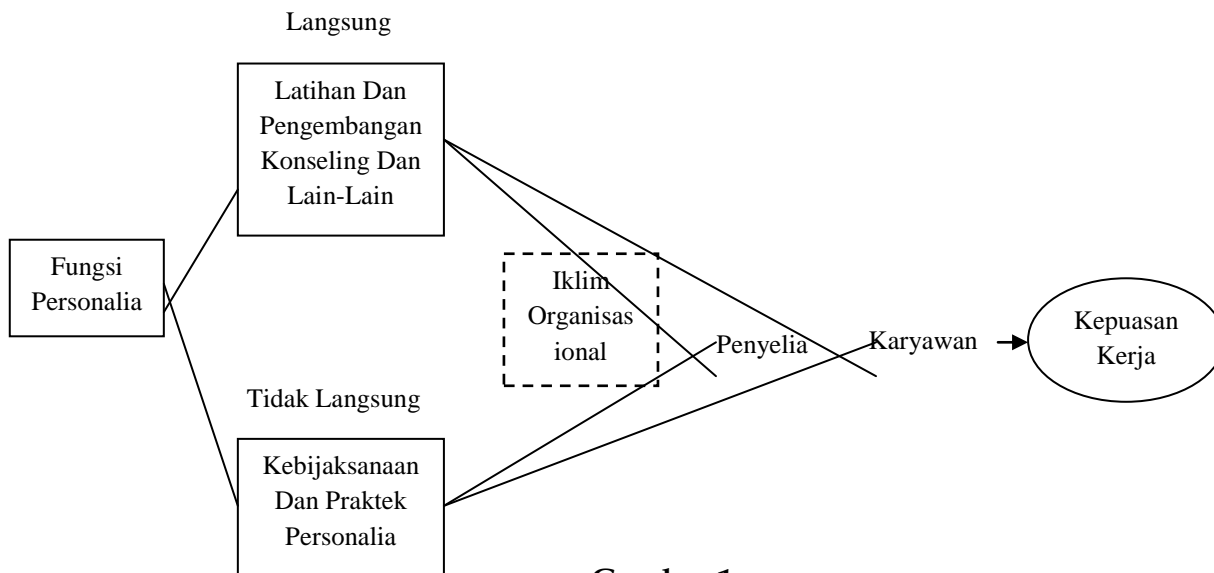 Langsung
Latihan Dan
Pengembangan
Konseling Dan
Lain-Lain
Fungsi
Personalia
Iklim
Organisas
ional
Penyelia
Karyawan
Kepuasan
Kerja
Tidak Langsung
Kebijaksanaan
Dan Praktek
Personalia